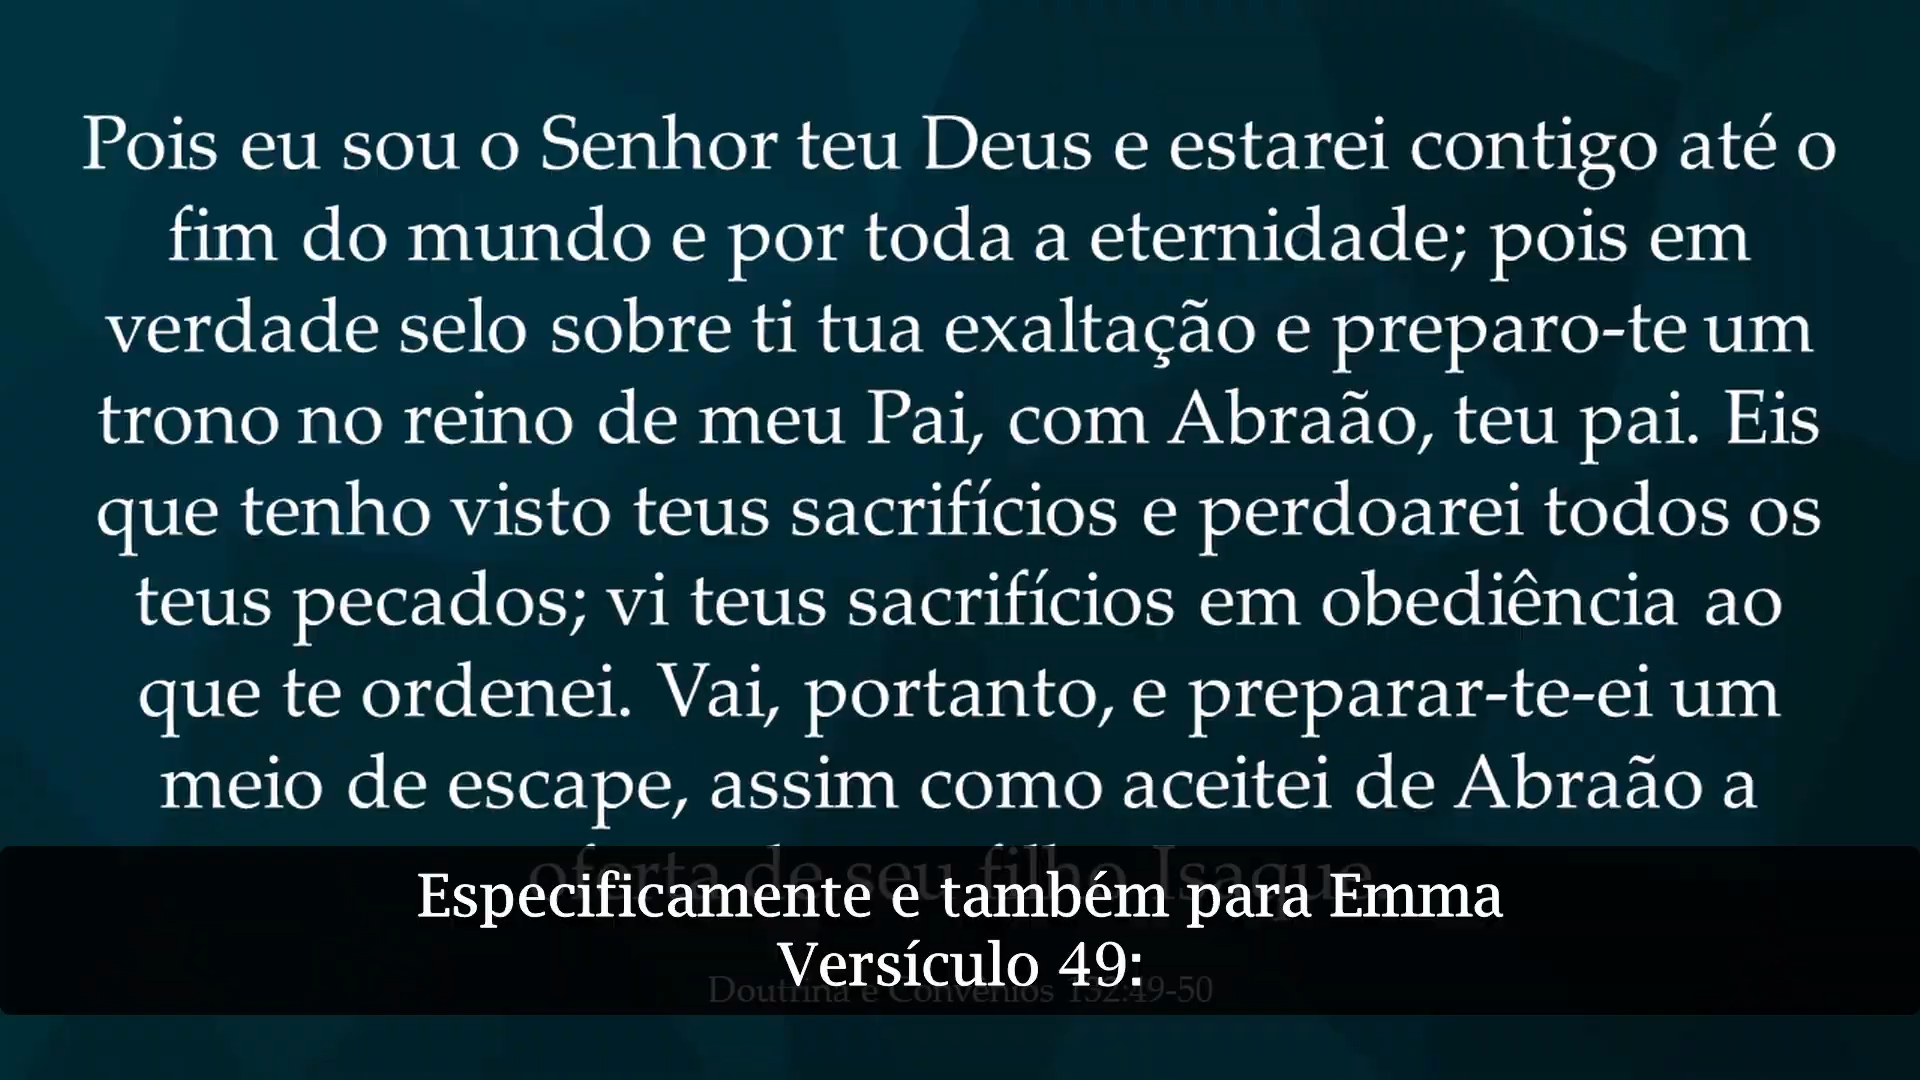 Pois eu sou o Senhor teu Deus e estarei contigo até o
fim do mundo e por toda a eternidade; pois em
verdade selo sobre ti tua exaltação e preparo-te um
trono no reino de meu Pai, com Abraão, teu pai. Eis
que tenho visto teus sacrifícios e perdoarei todos os
teus pecados; vi teus sacrifícios em obediência ao
que te ordenei. Vai, portanto, e preparar-te-ei um
meio de escape, assim como aceitei de Abraão a
oferta de seu filho Isaque.
Especificamente e também para Emma
Versículo 49:
Doutrina e Convênios 132:49-50